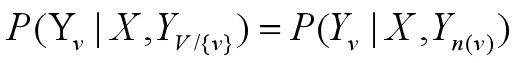 P(Y_v | X, Y_{V/{v}}) = P(Y_v | X, Y_{n(v)})